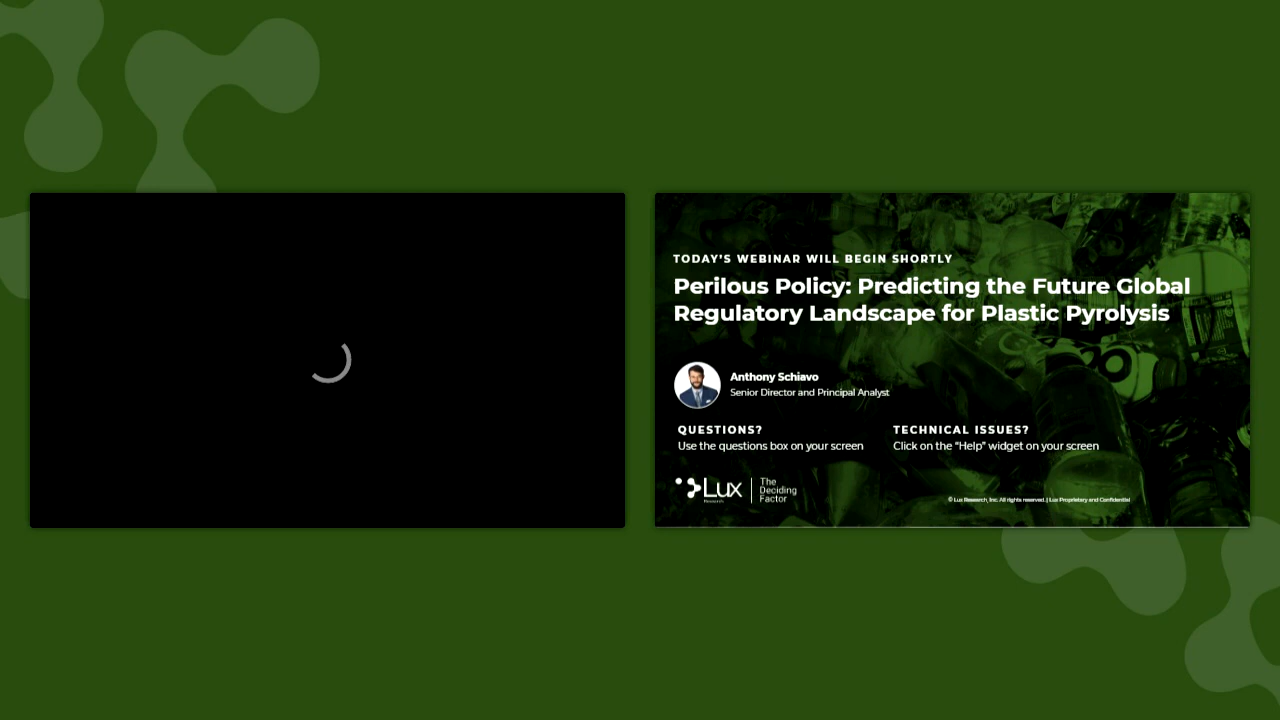 TODAY'S WEBINAR WILL BEGIN SHORTLY
Perilous Policy: Predicting the Future Global
Regulatory Landscape for Plastic Pyrolysis
Anthony Schiavo
Senior Director and Principal Analyst
QUESTIONS?
Use the questions box on your screen
TECHNICAL ISSUES?
Click on the “Help” widget on your screen
Lux
Research
The
Deciding
Factor
© Lux Research, Inc. All rights reserved. | Lux Proprietary and Confidential